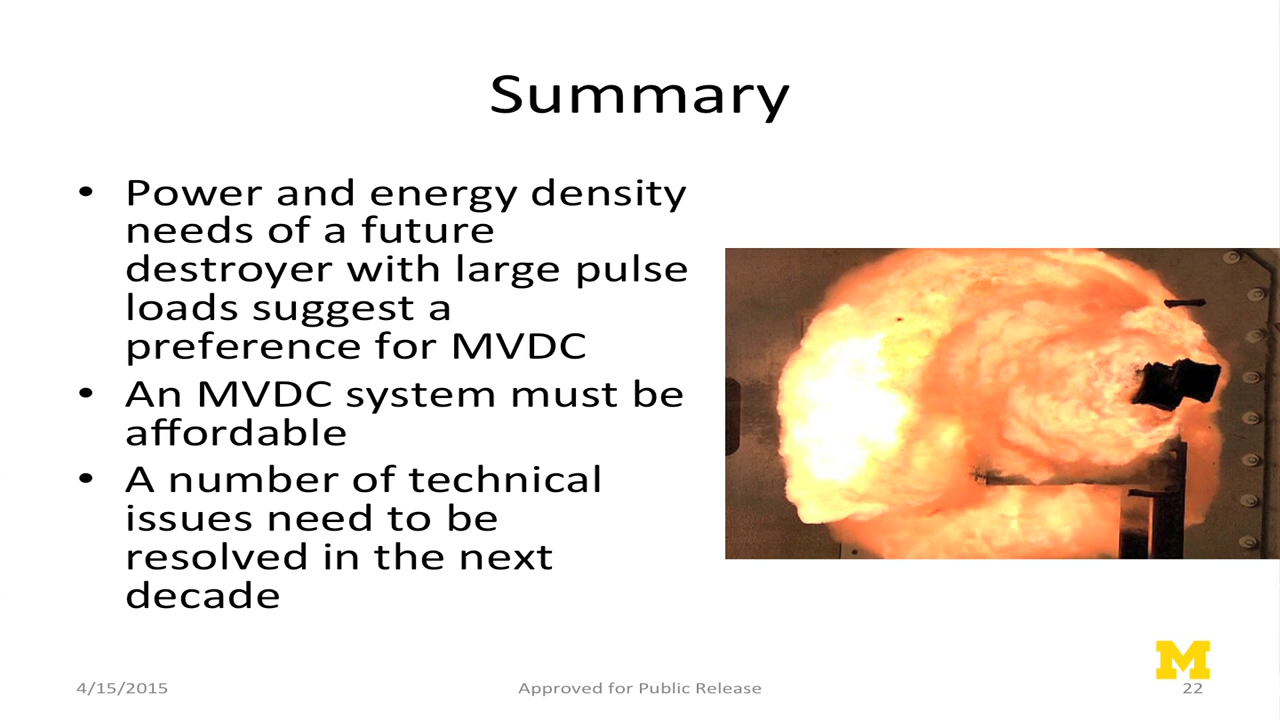 Summary
• Power and energy density
needs of a future
destroyer with large pulse
loads suggest a
preference for MVDC
• An MVDC system must be
affordable
• A number of technical
issues need to be
resolved in the next
decade
M
4/15/2015
Approved for Public Release
22